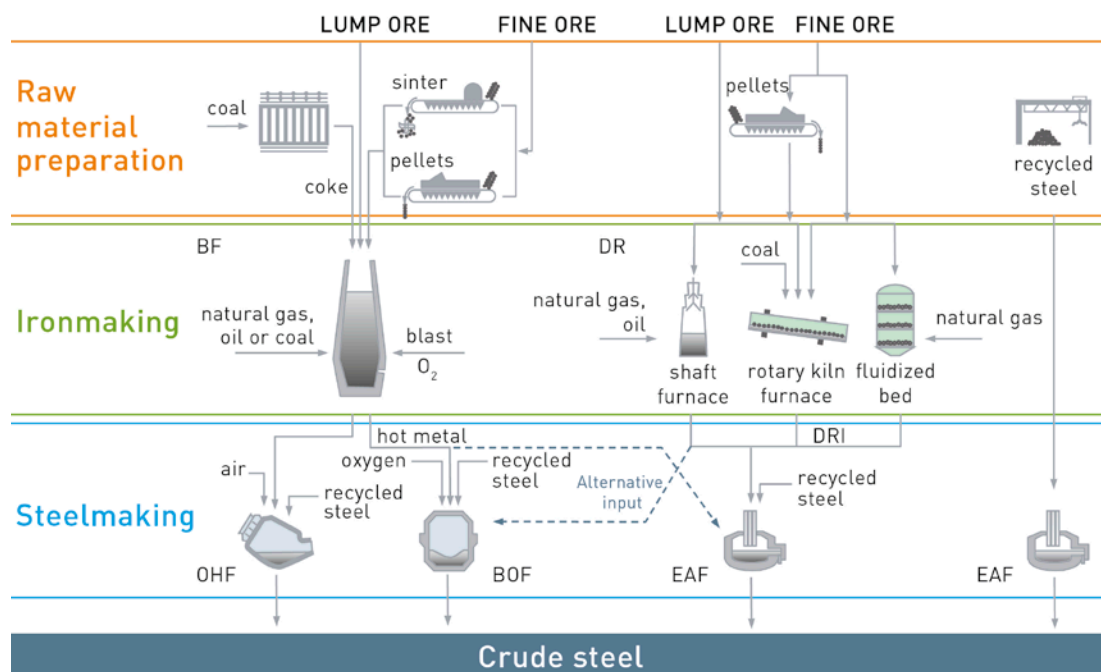 LUMP ORE
FINE ORE
LUMP ORE
FINE ORE
Raw
material
preparation
coal
coke
sinter
pellets
pellets
recycled
steel
Ironmaking
BF
natural gas,
oil or coal
blast
O₂
DR
natural gas,
oil
coal
natural gas
shaft
furnace
rotary kiln
furnace
fluidized
bed
Steelmaking
hot metal
DRI
air
recycled
steel
oxygen
recycled
steel
Alternative
input
recycled
steel
OHF
BOF
EAF
EAF
Crude steel